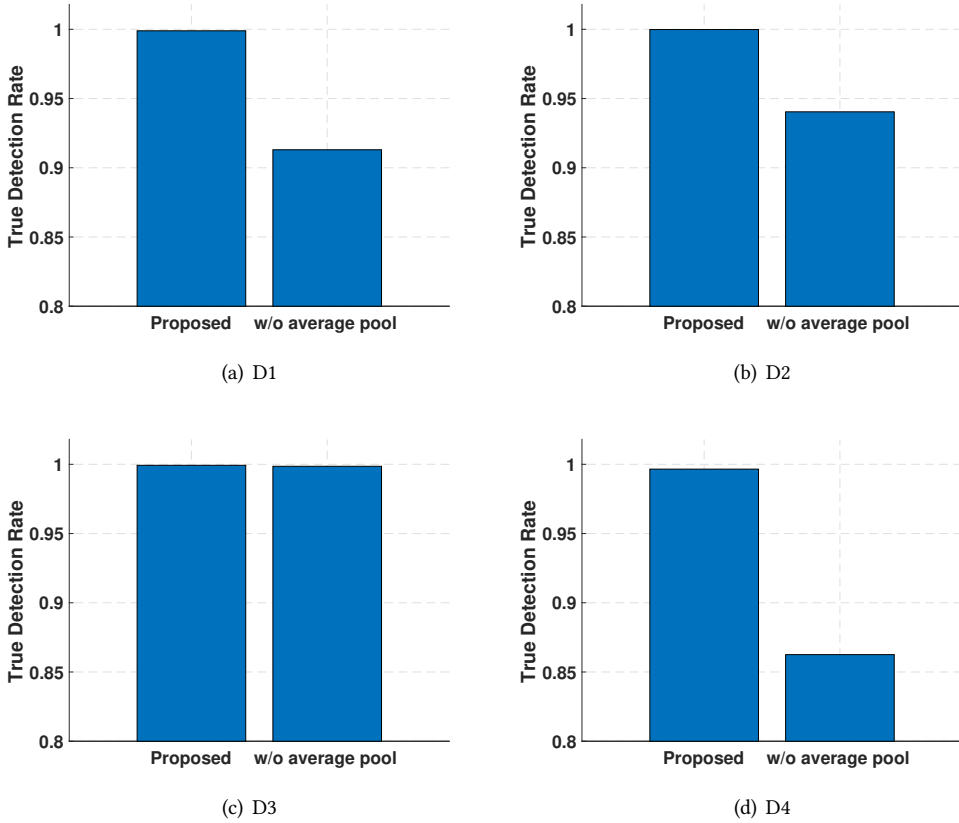 True Detection Rate
1
0.95
0.9
0.85
0.8
Proposed w/o average pool
(a) D1
True Detection Rate
1
0.95
0.9
0.85
0.8
Proposed w/o average pool
(b) D2
True Detection Rate
1
0.95
0.9
0.85
0.8
Proposed w/o average pool
(c) D3
True Detection Rate
1
0.95
0.9
0.85
0.8
Proposed w/o average pool
(d) D4